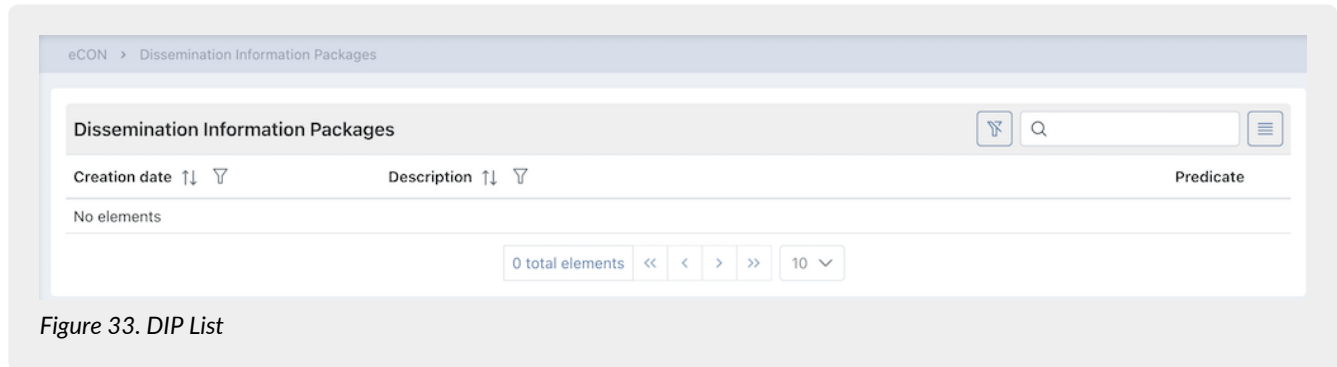 eCON > Dissemination Information Packages
Dissemination Information Packages
Creation date Description Predicate
No elements
0 total elements << < > >> 10
Figure 33. DIP List